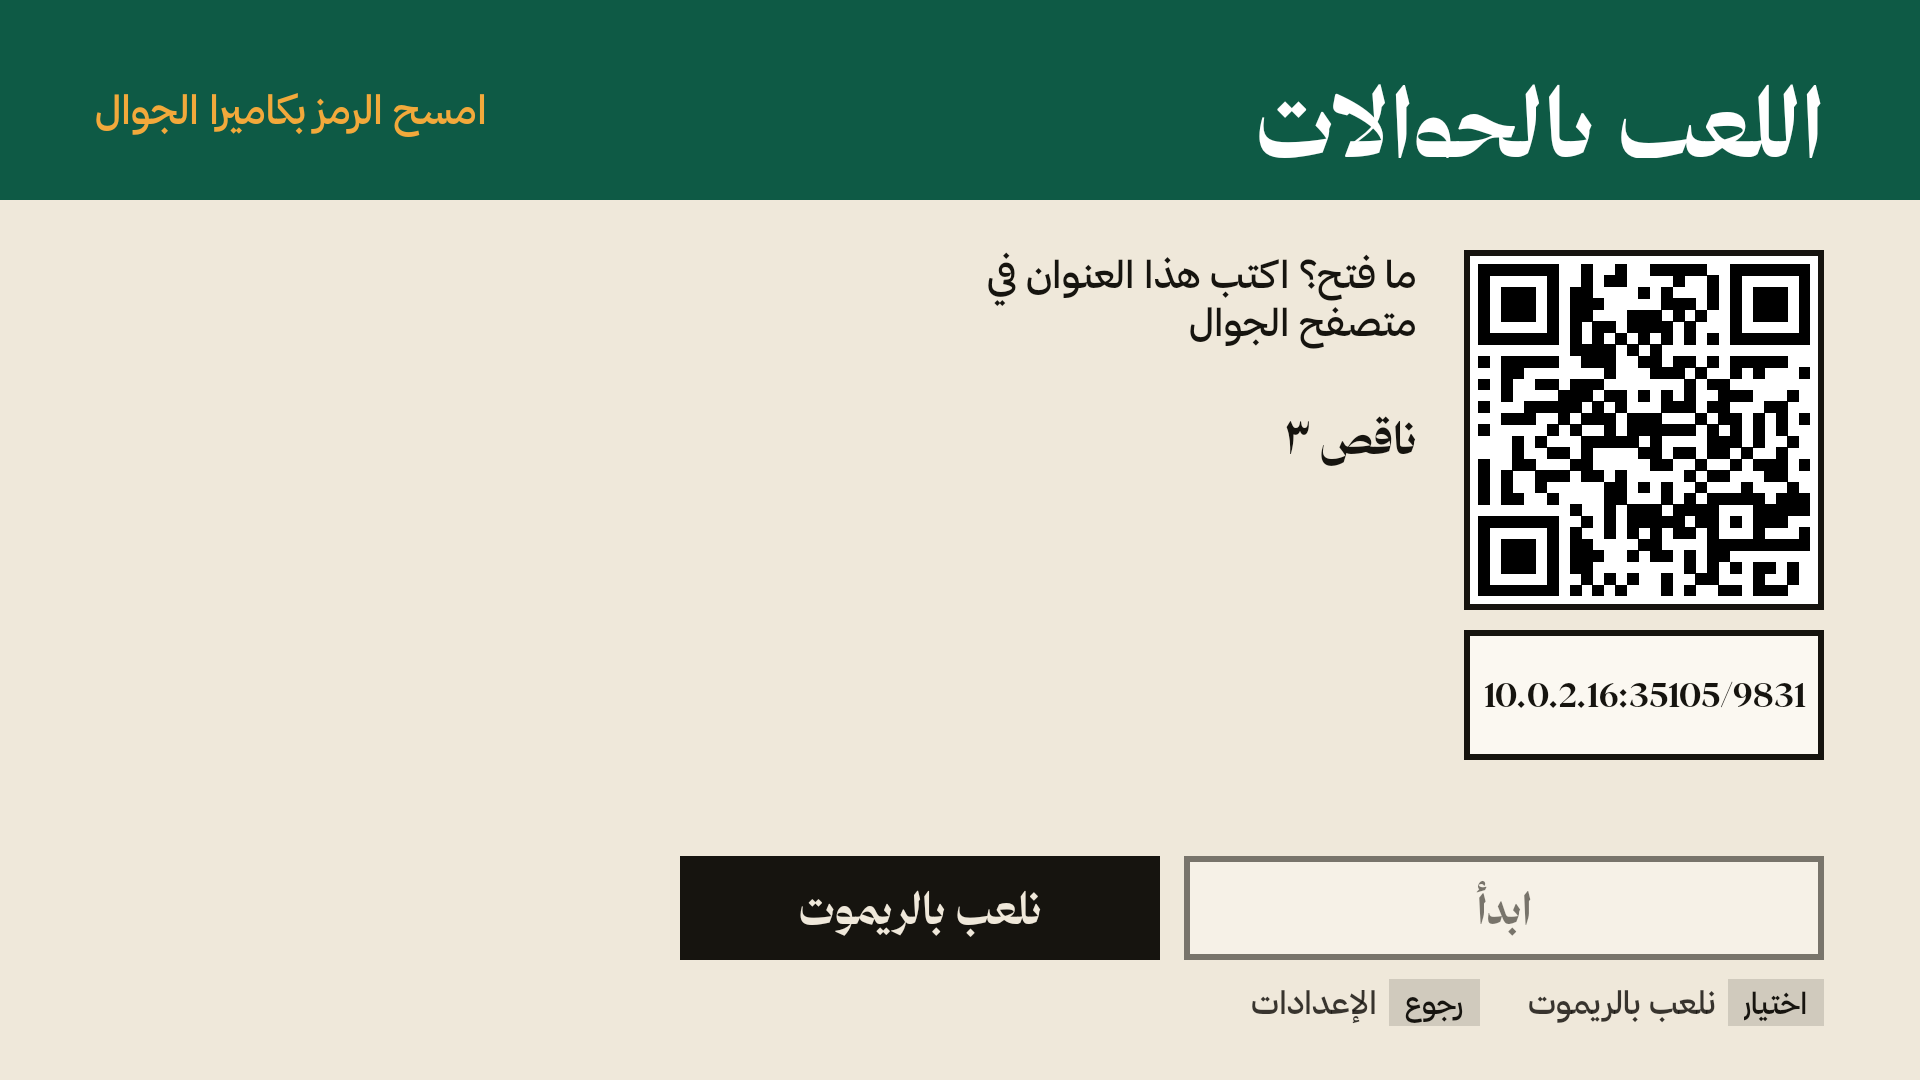 اللعب بالجوالات
امسح الرمز بكاميرا الجوال
ما فتح؟ اكتب هذا العنوان في
متصفح الجوال
ناقص ٣
10.0.2.16:35105/9831
ابدأ
نلعب بالريموت
اختيار نلعب بالريموت رجوع الإعدادات